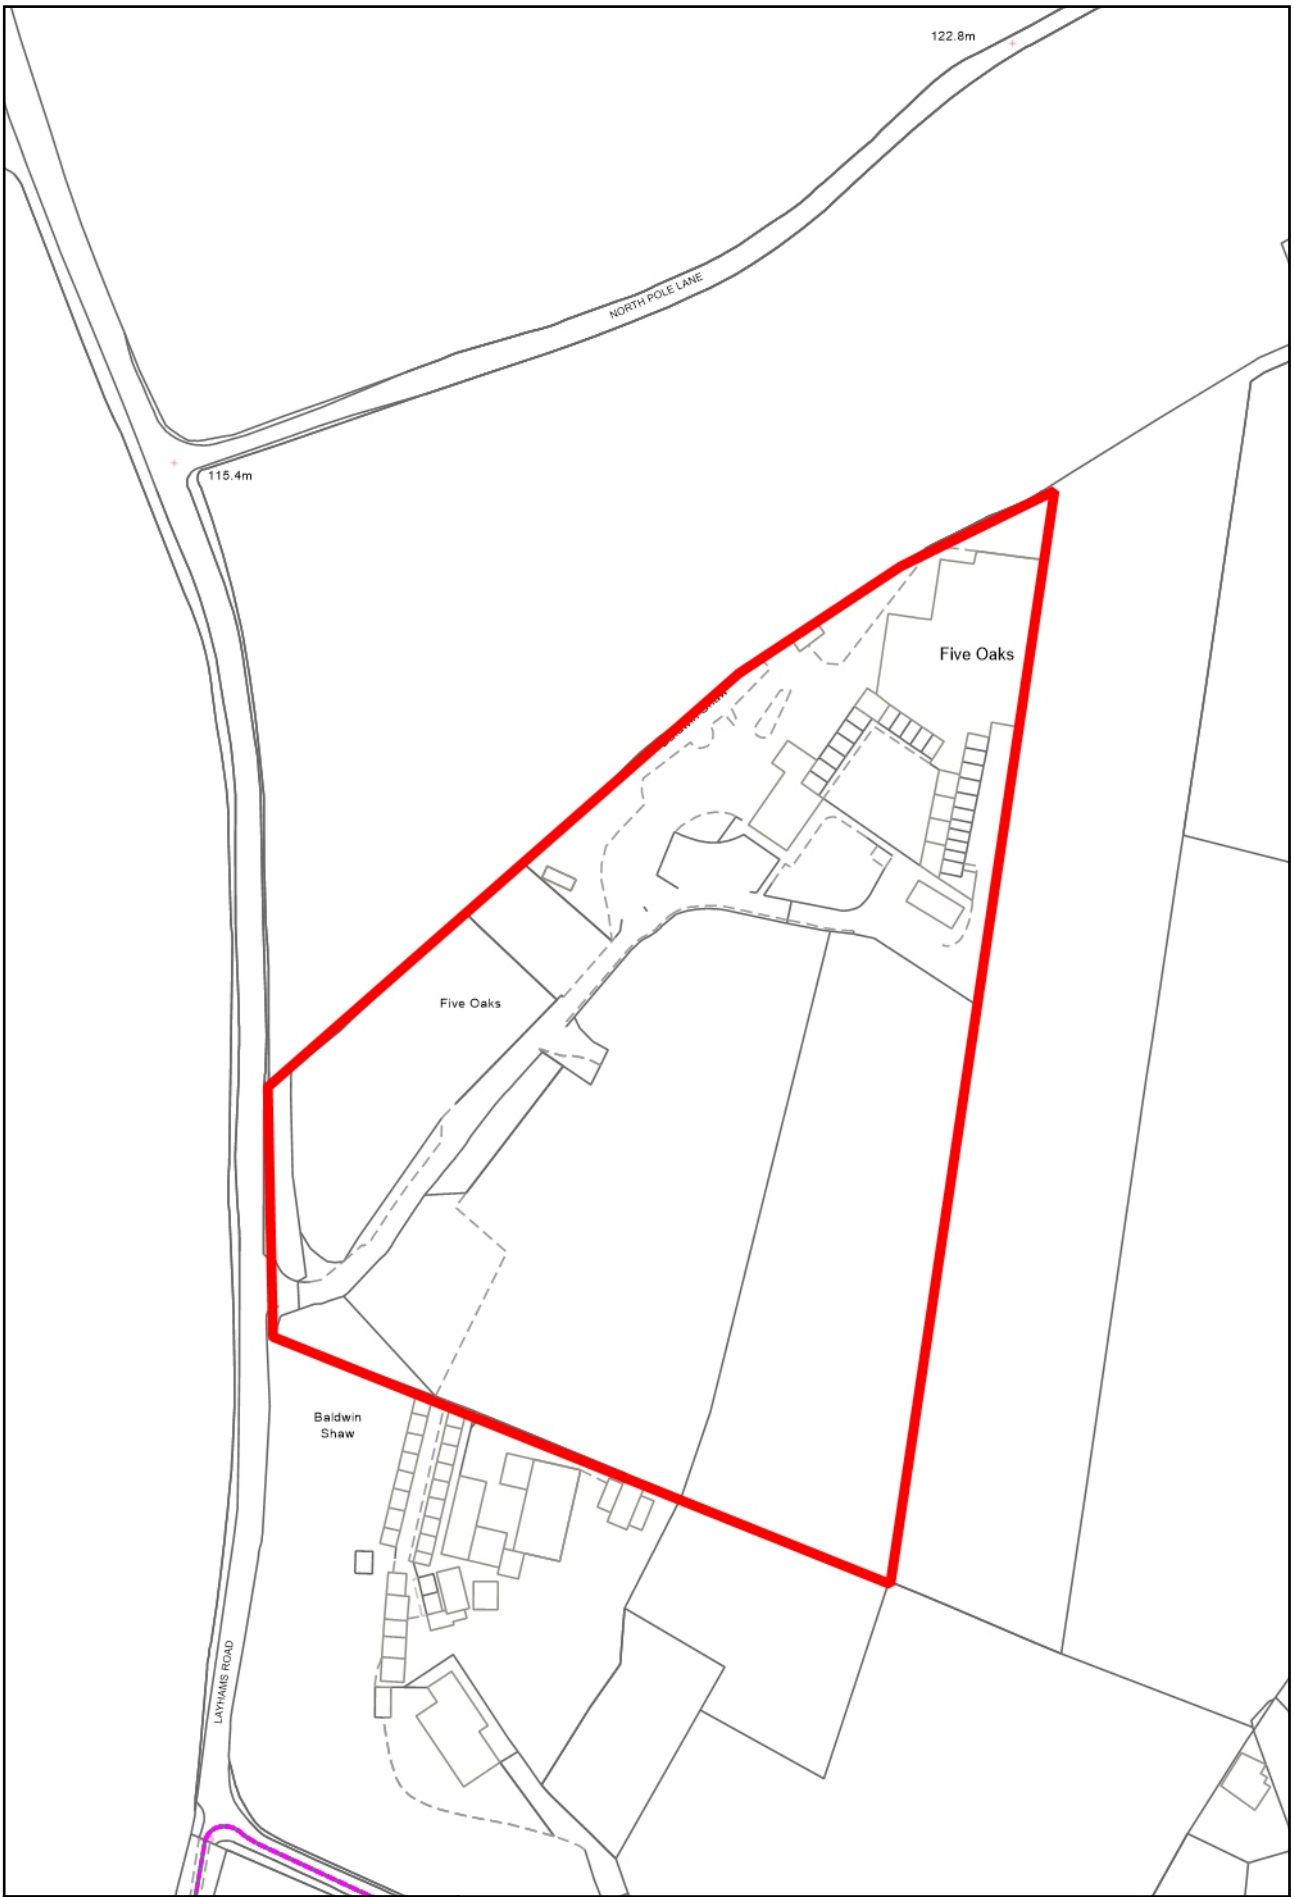 122.8m
NORTH POLE LANE
115.4m
Five Oaks
Five Oaks
Baldwin
Shaw
LAYHAMS ROAD